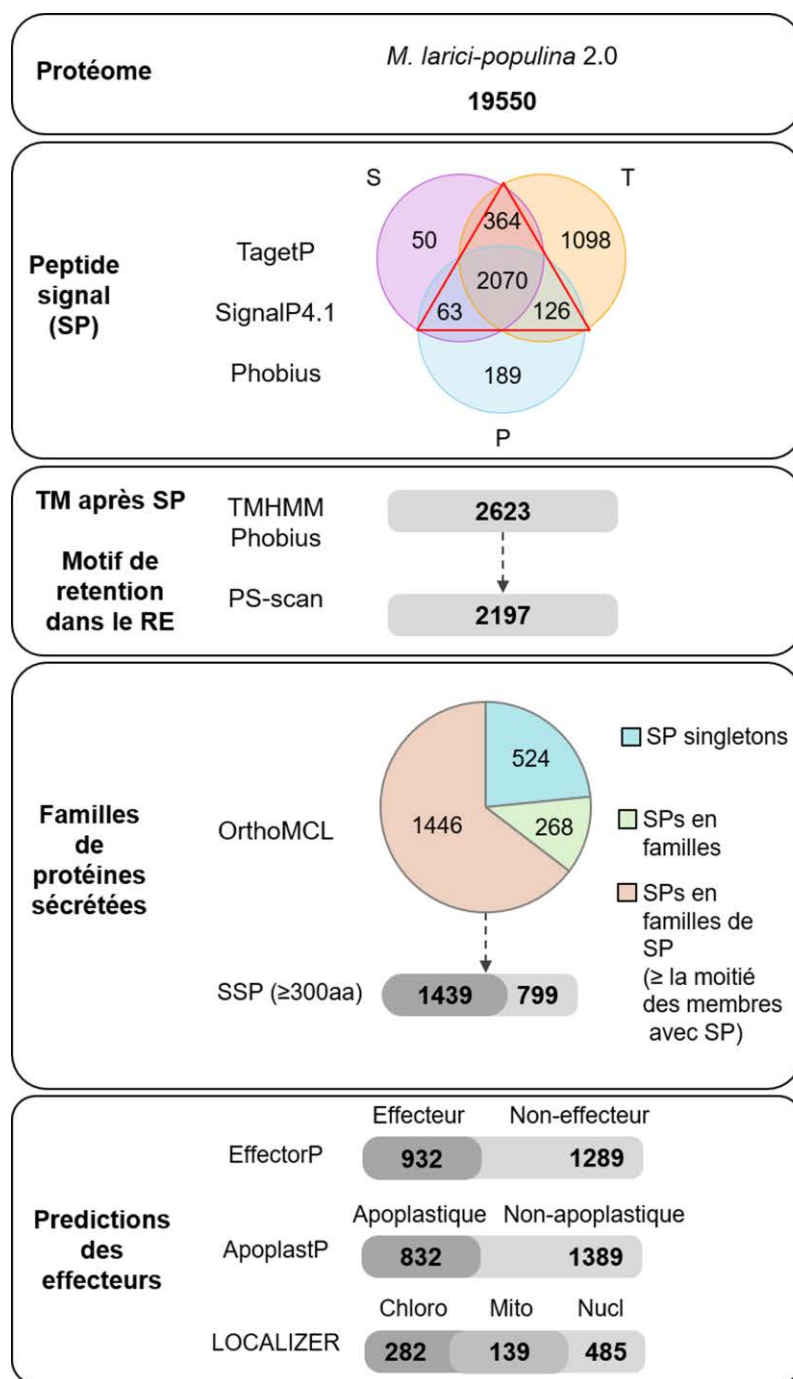 Protéome
M. larici-populina 2.0
19550
Peptide
signal
(SP)
TagetP
SignalP4.1
Phobius
S
T
364
50
1098
2070
63
126
189
P
TM après SP
Motif de
retention
dans le RE
TMHMM
Phobius
PS-scan
2623
2197
Familles
de
protéines
sécrétées
OrthoMCL
524
1446
268
SP singletons
SPs en
familles
SPs en
familles de
SP
(≥ la moitié
des membres
avec SP)
SSP (≥300aa)
1439 799
Predictions
des
effecteurs
Effecteur Non-effecteur
EffectorP
932 1289
Apoplastique Non-apoplastique
ApoplastP
832 1389
Chloro Mito Nucl
LOCALIZER
282 139 485